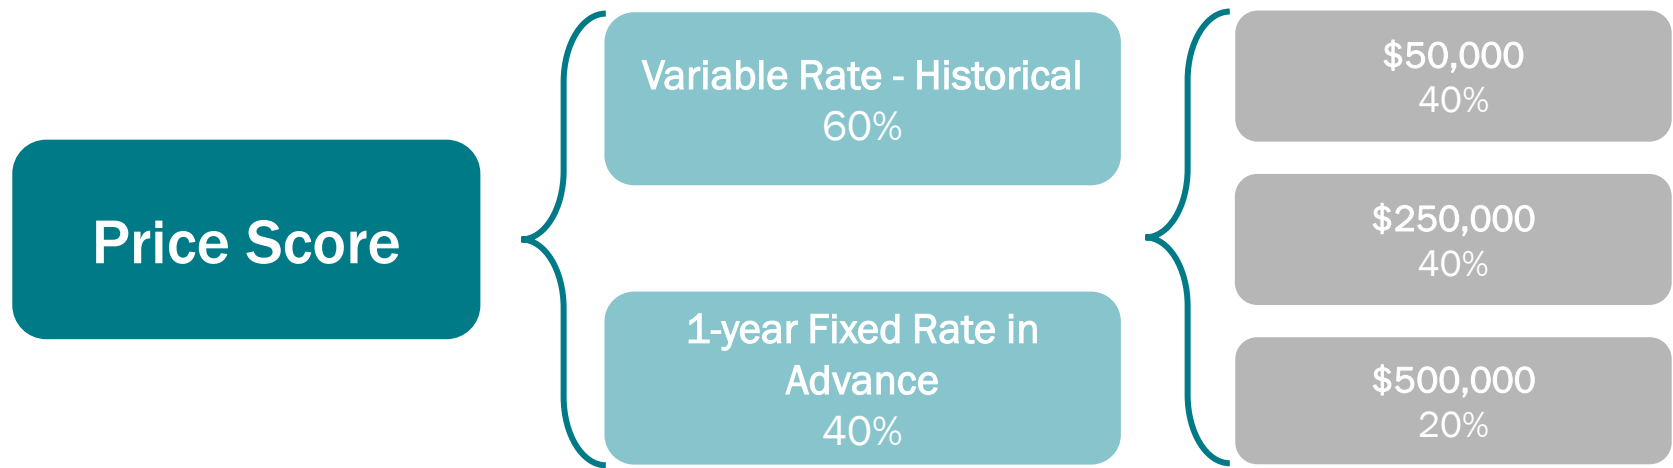 Price Score
Variable Rate - Historical
60%
1-year Fixed Rate in
Advance
40%
$50,000
40%
$250,000
40%
$500,000
20%